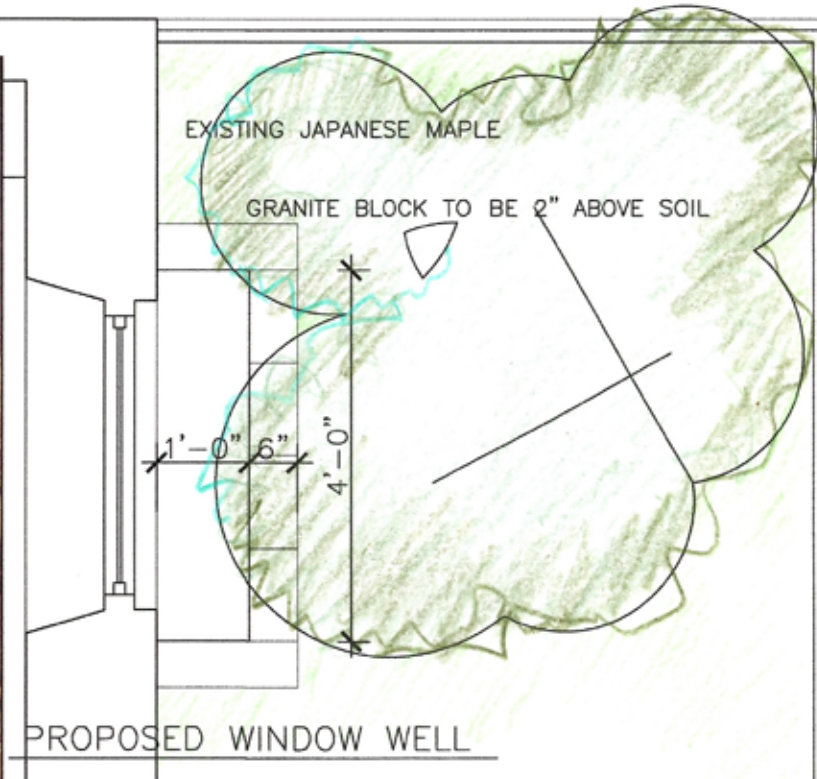 EXISTING JAPANESE MAPLE
GRANITE BLOCK TO BE 2" ABOVE SOIL
1'-0"
6"
4'-0"
PROPOSED WINDOW WELL